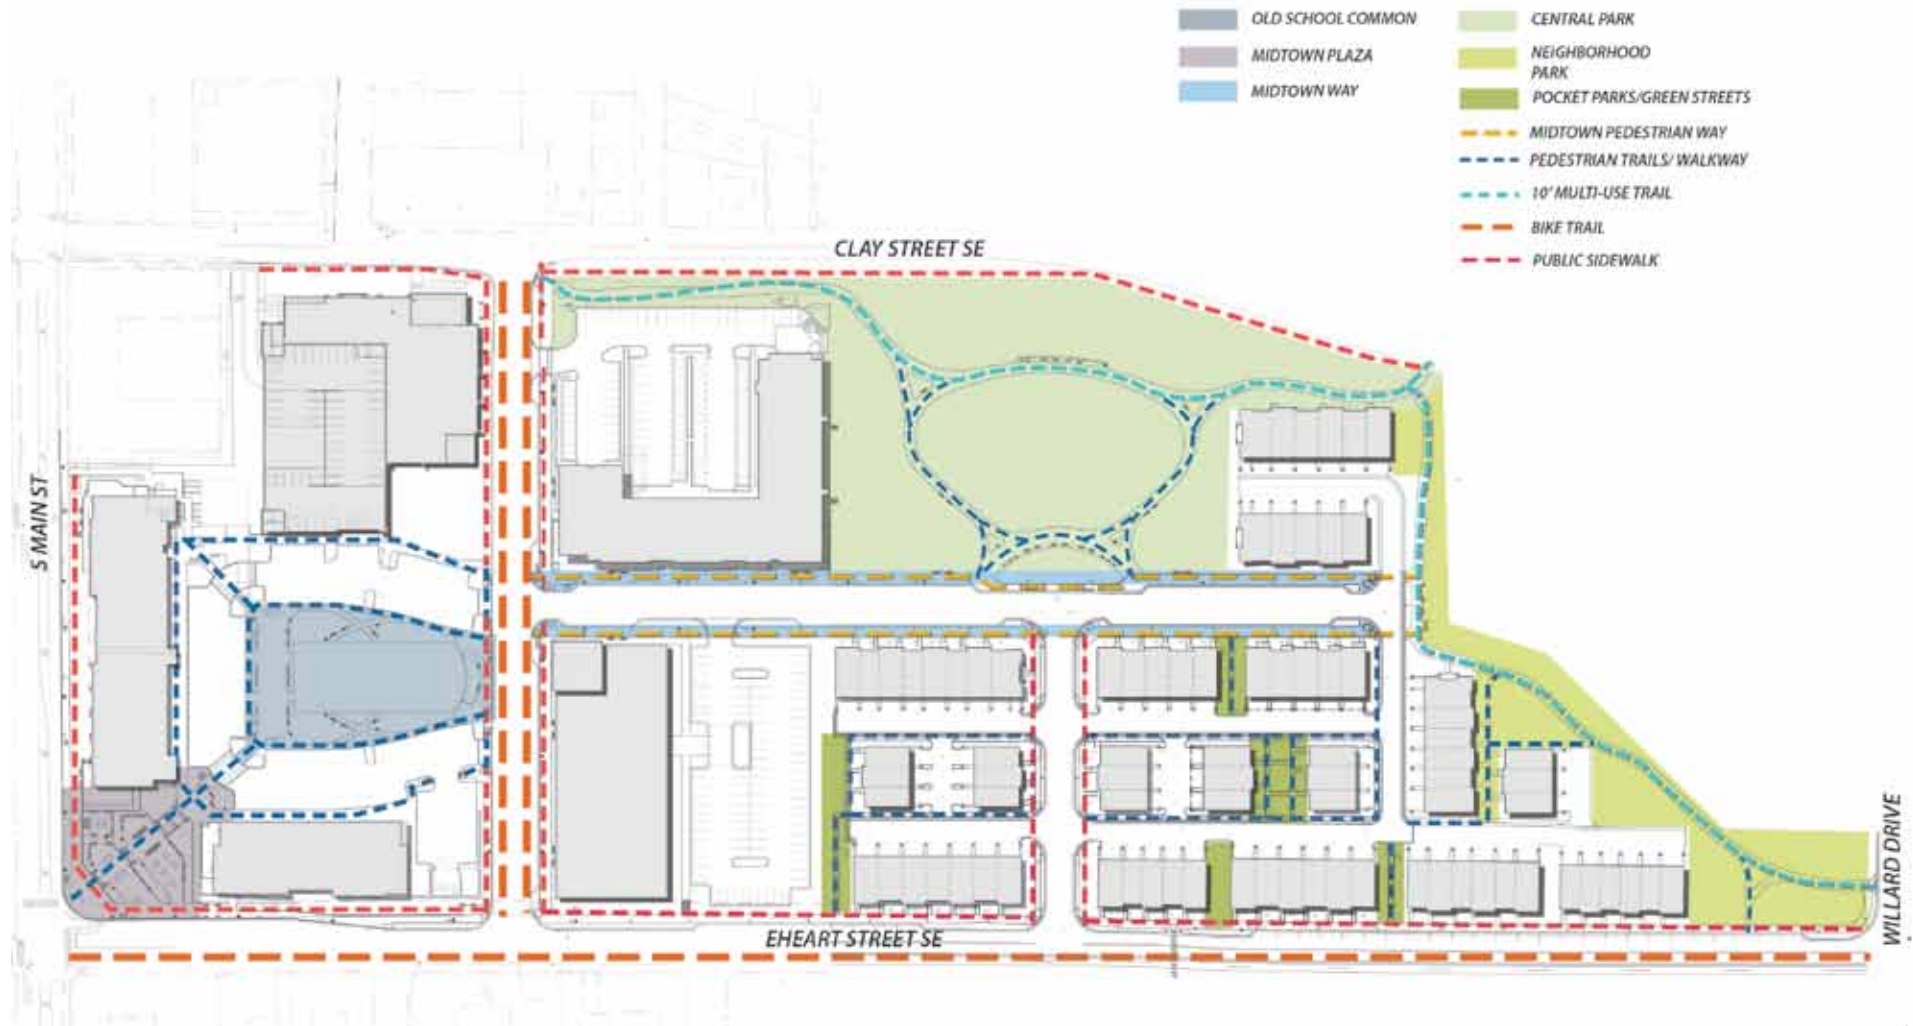 OLD SCHOOL COMMON
MIDTOWN PLAZA
MIDTOWN WAY
CENTRAL PARK
NEIGHBORHOOD
PARK
POCKET PARKS/GREEN STREETS
MIDTOWN PEDESTRIAN WAY
PEDESTRIAN TRAILS/ WALKWAY
10' MULTI-USE TRAIL
BIKE TRAIL
PUBLIC SIDEWALK
CLAY STREET SE
S MAIN ST
EHEART STREET SE
WILLARD DRIVE